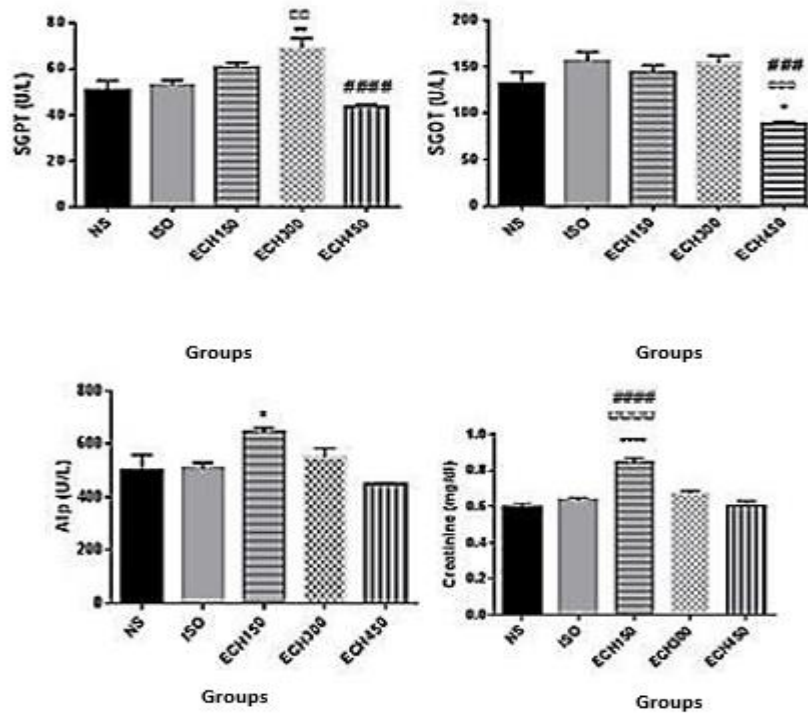 SGPT (U/L)
80
60
40
20
0
**
####
NS
ISO
ECH150
ECH300
ECH450
Groups
SGOT (U/L)
200
150
100
50
0
###
*
NS
ISO
ECH150
ECH300
ECH450
Groups
Alp (U/L)
800
600
400
200
0
*
NS
ISO
ECH150
ECH300
ECH450
Groups
Creatinine (mg/dl)
1.0
0.8
0.6
0.4
0.2
0.0
####
****
NS
ISO
ECH150
ECH300
ECH450
Groups